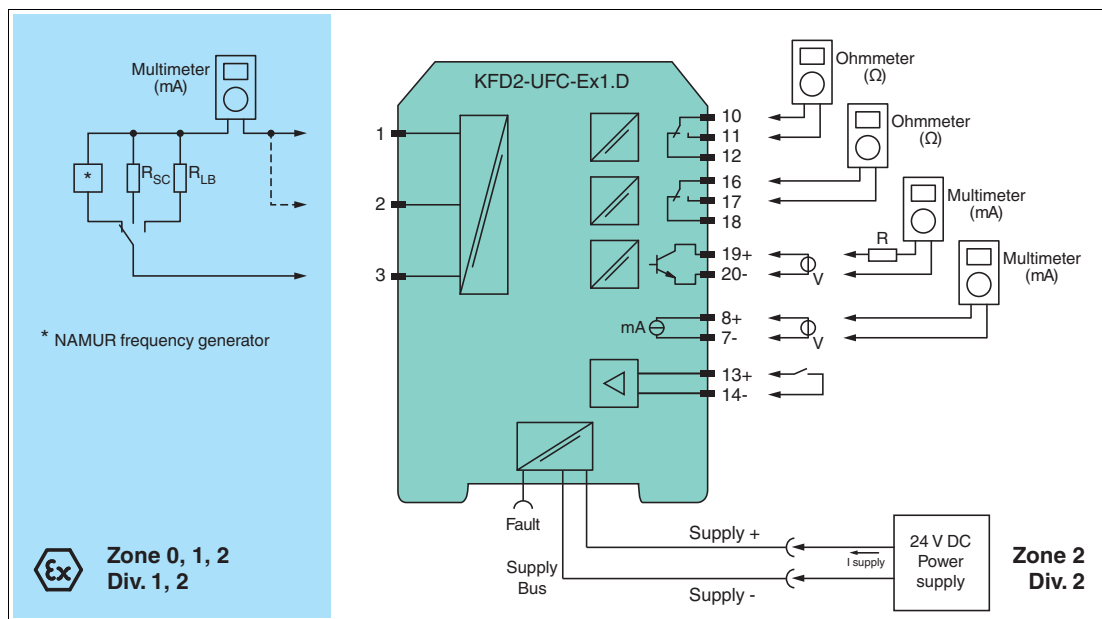 Multimeter
(mA)
*
RSC
RLB
* NAMUR frequency generator
Ex
Zone 0, 1, 2
Div. 1, 2
KFD2-UFC-Ex1.D
1
2
3
10
11
12
16
17
18
19+
20-
mA
8+
7-
13+
14-
Ohmmeter
(Ω)
Ohmmeter
(Ω)
Multimeter
(mA)
R
V
Multimeter
(mA)
V
Fault
Supply
Bus
Supply +
Supply -
I supply
24 V DC
Power
supply
Zone 2
Div. 2